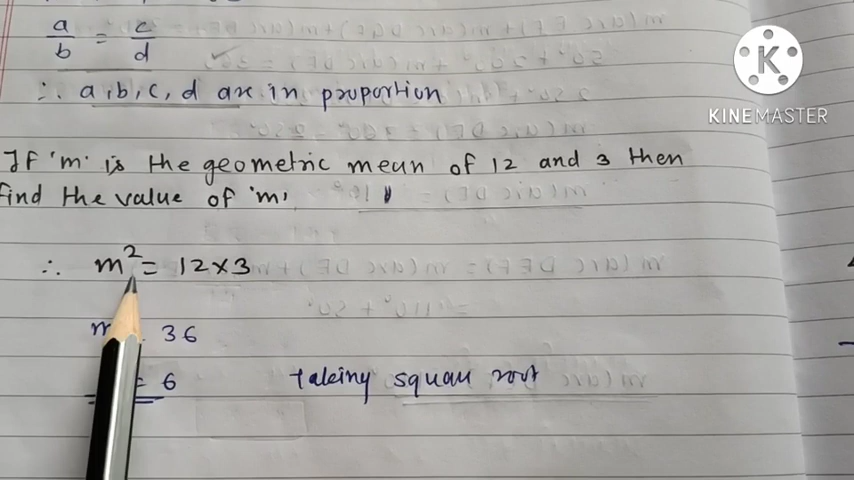 a/b = c/d
∴ a, b, c, d are in proportion
K
KINEMASTER
If 'm' is the geometric mean of 12 and 3 then
find the value of 'm'
∴ m² = 12 × 3
m 36
= 6 Taking square root